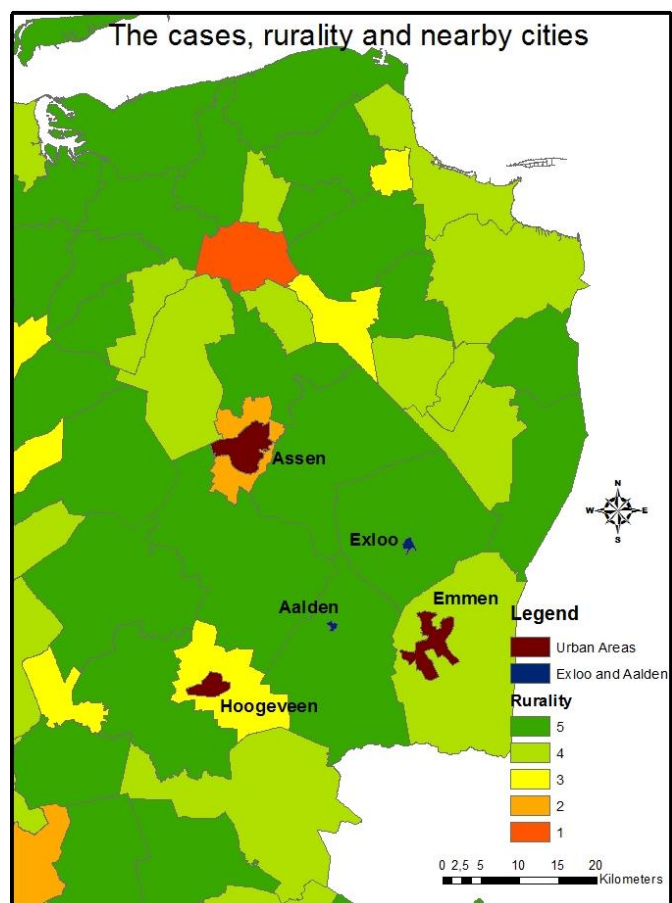 The cases, rurality and nearby cities
Assen
N
W E
S
Exloo
Aalden
Emmen
Hoogeveen
Legend
Urban Areas
Exloo and Aalden
Rurality
5
4
3
2
1
0 2,5 5 10 15 20
Kilometers